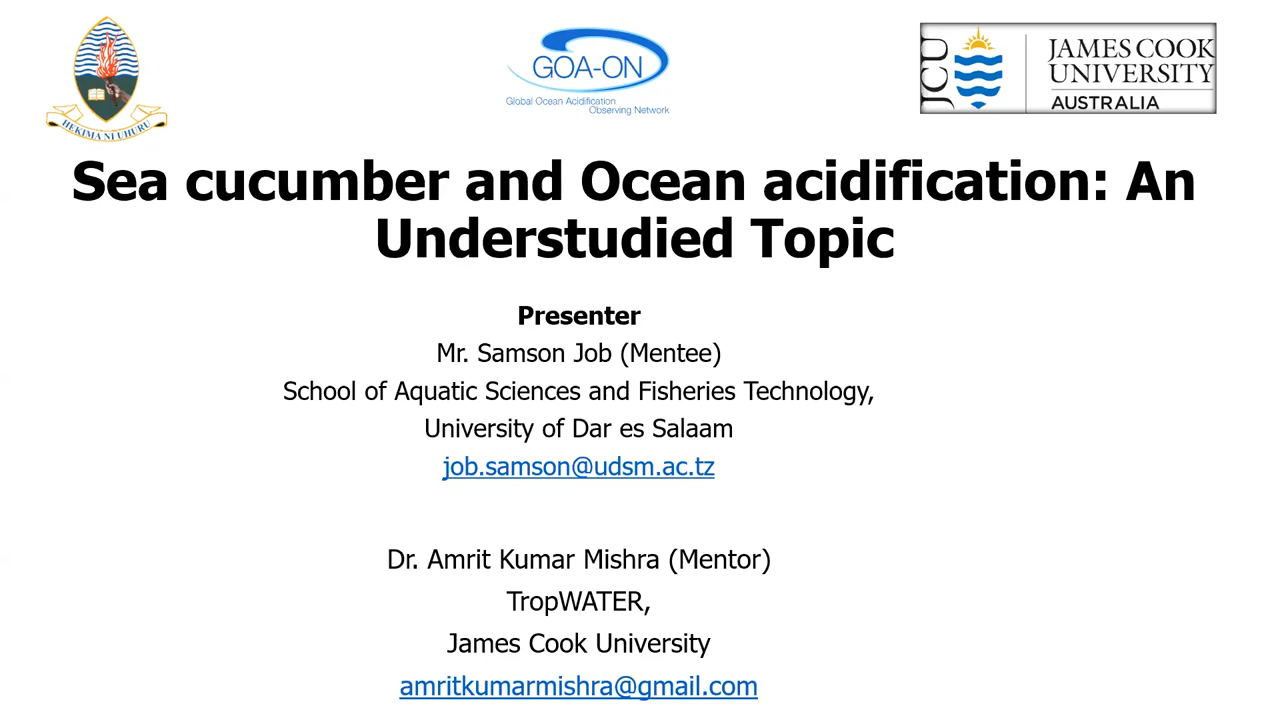 HEKIMA NI UHURU
GOA-ON
Global Ocean Acidification
Observing Network
JCU
JAMES COOK
UNIVERSITY
AUSTRALIA
Sea cucumber and Ocean acidification: An
Understudied Topic
Presenter
Mr. Samson Job (Mentee)
School of Aquatic Sciences and Fisheries Technology,
University of Dar es Salaam
job.samson@udsm.ac.tz
Dr. Amrit Kumar Mishra (Mentor)
TropWATER,
James Cook University
amritkumarmishra@gmail.com